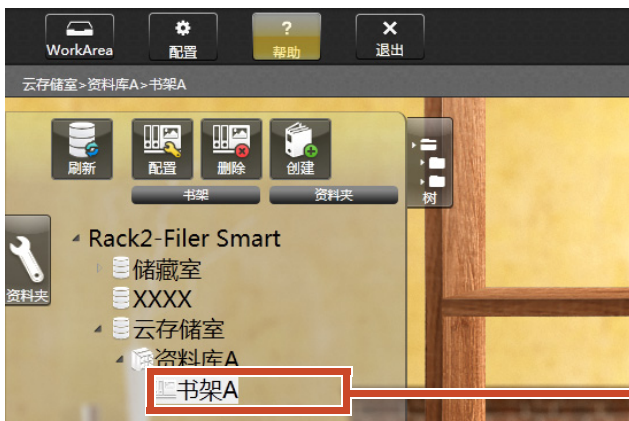 WorkArea
配置
?
帮助
退出
云存储室>资料库A>书架A
刷新
配置
删除
创建
书架
资料夹
树
资料夹
Rack2-Filer Smart
储藏室
XXXX
云存储室
资料库A
书架A